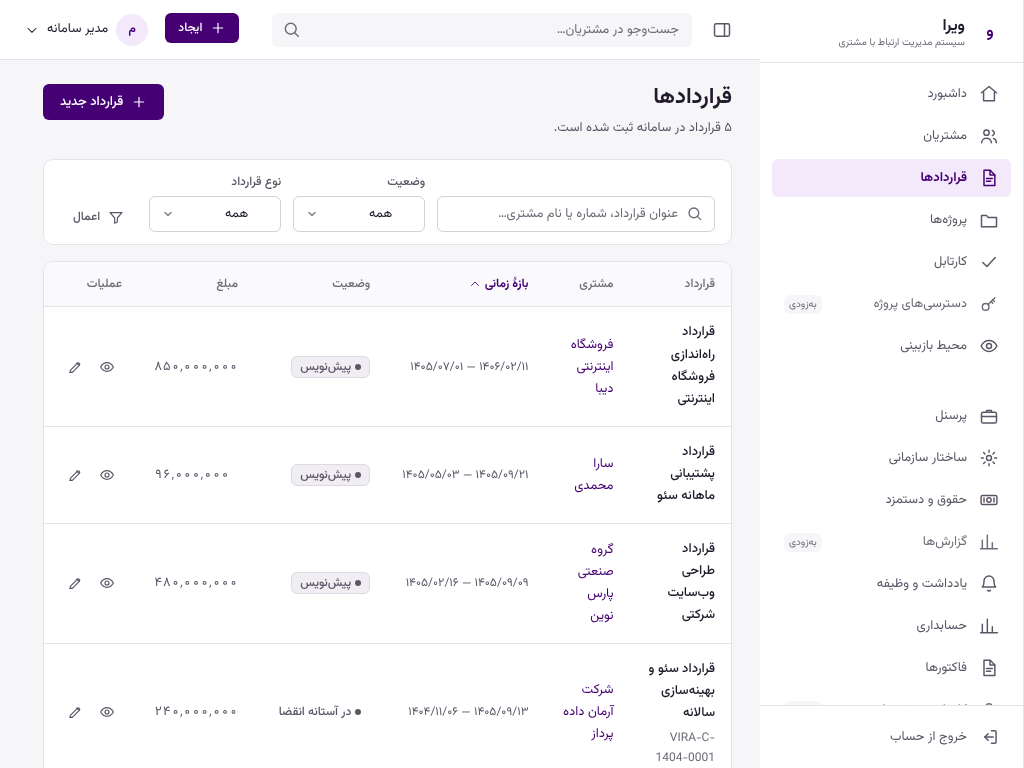 و
ویرا
سیستم مدیریت ارتباط با مشتری
جست‌وجو در مشتریان...
ایجاد
م
مدیر سامانه
داشبورد
مشتریان
قراردادها
پروژه‌ها
کارتابل
دسترسی‌های پروژه
به‌زودی
محیط بازبینی
پرسنل
ساختار سازمانی
حقوق و دستمزد
گزارش‌ها
به‌زودی
یادداشت و وظیفه
حسابداری
فاکتورها
خروج از حساب
قراردادها
۵ قرارداد در سامانه ثبت شده است.
قرارداد جدید
وضعیت
نوع قرارداد
عنوان قرارداد، شماره یا نام مشتری...
همه
همه
اعمال
قرارداد
مشتری
بازهٔ زمانی
وضعیت
مبلغ
عملیات
قرارداد
راه‌اندازی
فروشگاه
اینترنتی
فروشگاه
اینترنتی
دیبا
۱۴۰۵/۰۷/۰۱ — ۱۴۰۶/۰۲/۱۱
پیش‌نویس
۸۵۰,۰۰۰,۰۰۰
قرارداد
پشتیبانی
ماهانه سئو
سارا
محمدی
۱۴۰۵/۰۵/۰۳ — ۱۴۰۵/۰۹/۲۱
پیش‌نویس
۹۶,۰۰۰,۰۰۰
قرارداد
طراحی
وب‌سایت
شرکتی
گروه
صنعتی
پارس
نوین
۱۴۰۵/۰۲/۱۶ — ۱۴۰۵/۰۹/۰۹
پیش‌نویس
۴۸۰,۰۰۰,۰۰۰
قرارداد سئو و
بهینه‌سازی
سالانه
VIRA-C-
1404-0001
شرکت
آرمان داده
پرداز
۱۴۰۴/۱۱/۰۶ — ۱۴۰۵/۰۹/۱۳
در آستانه انقضا
۲۴۰,۰۰۰,۰۰۰